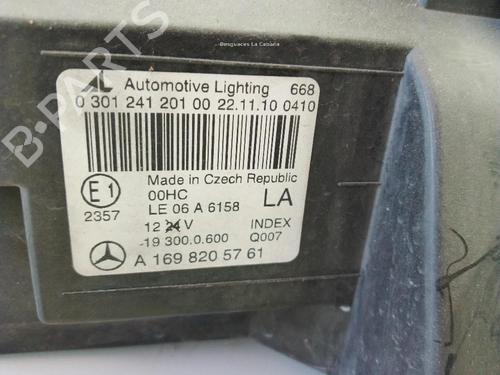 Desguaces La Cabaña
B-PARTS
AL Automotive Lighting 668
0 301 241 201 00 22.11.10 0410
Made in Czech Republic
E1 00HC LA
2357 LE 06 A 6158
12 24 V INDEX
-19 300.0.600 Q007
A 169 820 57 61